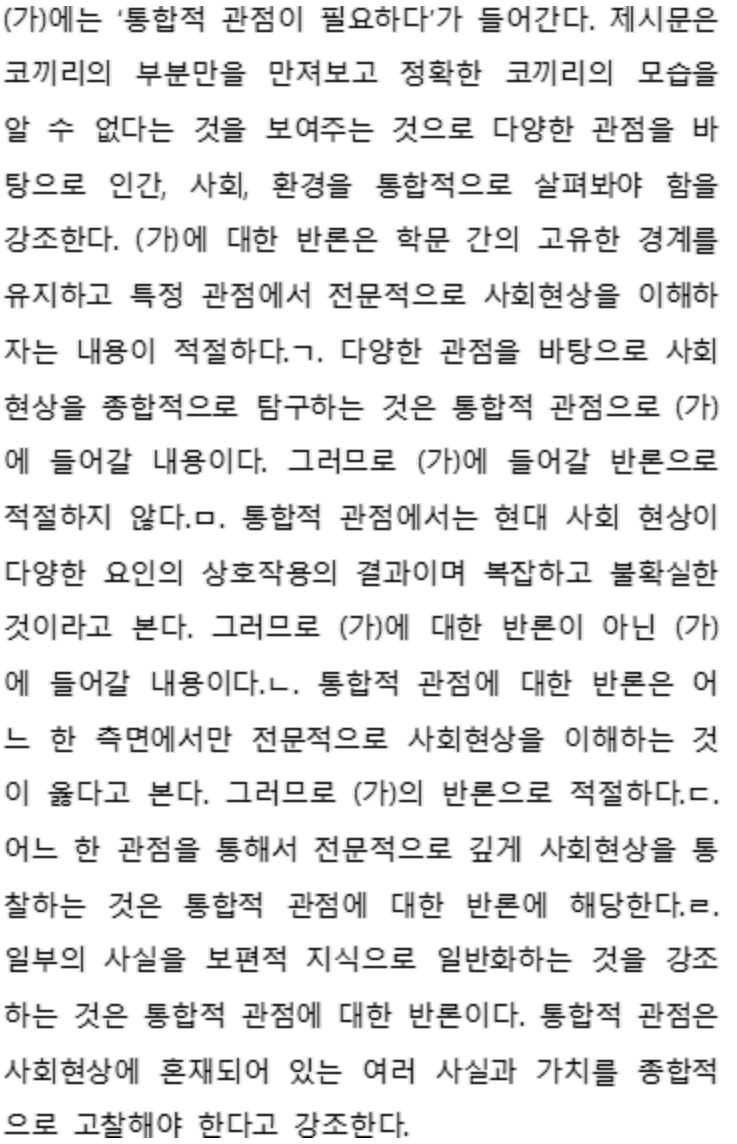 (가)에는 '통합적 관점이 필요하다'가 들어간다. 제시문은
코끼리의 부분만을 만져보고 정확한 코끼리의 모습을
알 수 없다는 것을 보여주는 것으로 다양한 관점을 바
탕으로 인간, 사회, 환경을 통합적으로 살펴봐야 함을
강조한다. (가)에 대한 반론은 학문 간의 고유한 경계를
유지하고 특정 관점에서 전문적으로 사회현상을 이해하
자는 내용이 적절하다.ㄱ. 다양한 관점을 바탕으로 사회
현상을 종합적으로 탐구하는 것은 통합적 관점으로 (가)
에 들어갈 내용이다. 그러므로 (가)에 들어갈 반론으로
적절하지 않다.ㅁ. 통합적 관점에서는 현대 사회 현상이
다양한 요인의 상호작용의 결과이며 복잡하고 불확실한
것이라고 본다. 그러므로 (가)에 대한 반론이 아닌 (가)
에 들어갈 내용이다.ㄴ. 통합적 관점에 대한 반론은 어
느 한 측면에서만 전문적으로 사회현상을 이해하는 것
이 옳다고 본다. 그러므로 (가)의 반론으로 적절하다.ㄷ.
어느 한 관점을 통해서 전문적으로 깊게 사회현상을 통
찰하는 것은 통합적 관점에 대한 반론에 해당한다.ㄹ.
일부의 사실을 보편적 지식으로 일반화하는 것을 강조
하는 것은 통합적 관점에 대한 반론이다. 통합적 관점은
사회현상에 혼재되어 있는 여러 사실과 가치를 종합적
으로 고찰해야 한다고 강조한다.